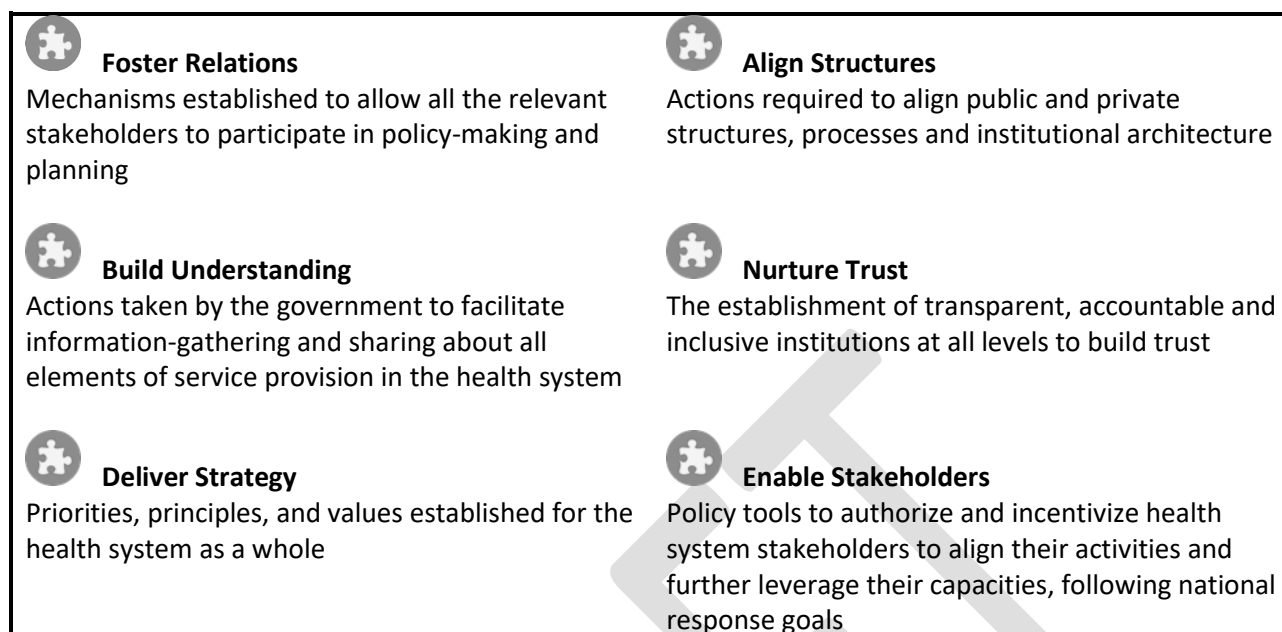 Foster Relations
Mechanisms established to allow all the relevant
stakeholders to participate in policy-making and
planning
Build Understanding
Actions taken by the government to facilitate
information-gathering and sharing about all
elements of service provision in the health system
Deliver Strategy
Priorities, principles, and values established for the
health system as a whole
Align Structures
Actions required to align public and private
structures, processes and institutional architecture
Nurture Trust
The establishment of transparent, accountable and
inclusive institutions at all levels to build trust
Enable Stakeholders
Policy tools to authorize and incentivize health
system stakeholders to align their activities and
further leverage their capacities, following national
response goals